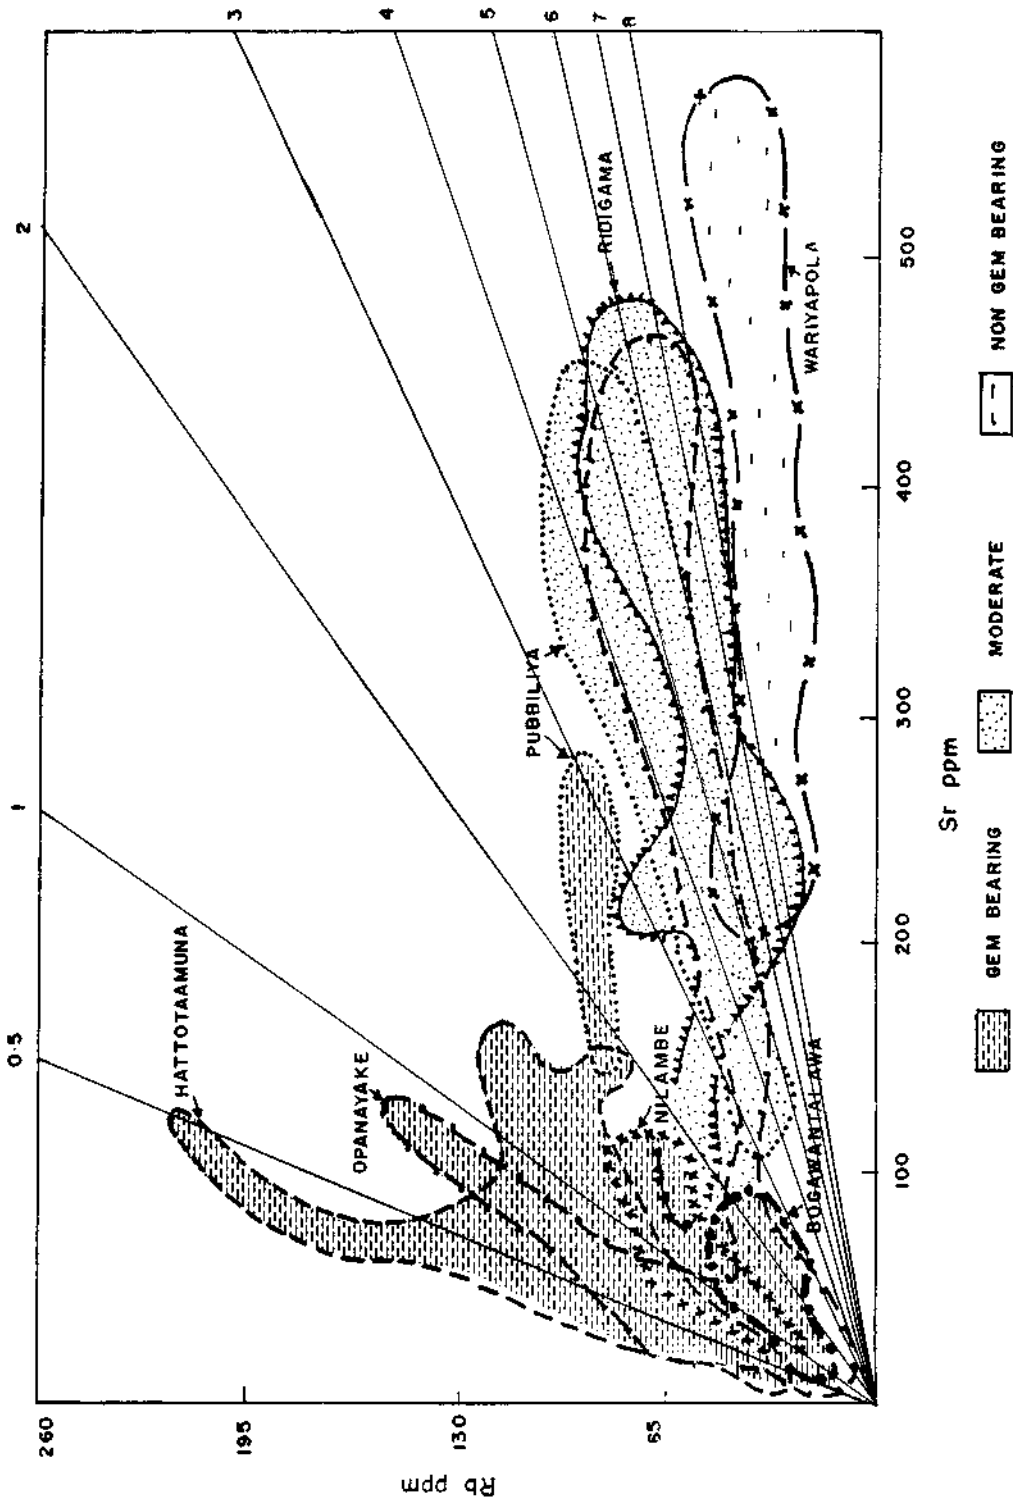 0.5
1
2
3
4
5
6
7
8
260
195
130
65
Rb ppm
HATTOTAAMUNA
OPANAYAKE
PUBBILIYA
RIDIGAMA
NILAMBE
BOGAWANTALAWA
WARIYAPOLA
100
200
300
400
500
Sr ppm
GEM BEARING
MODERATE
NON GEM BEARING